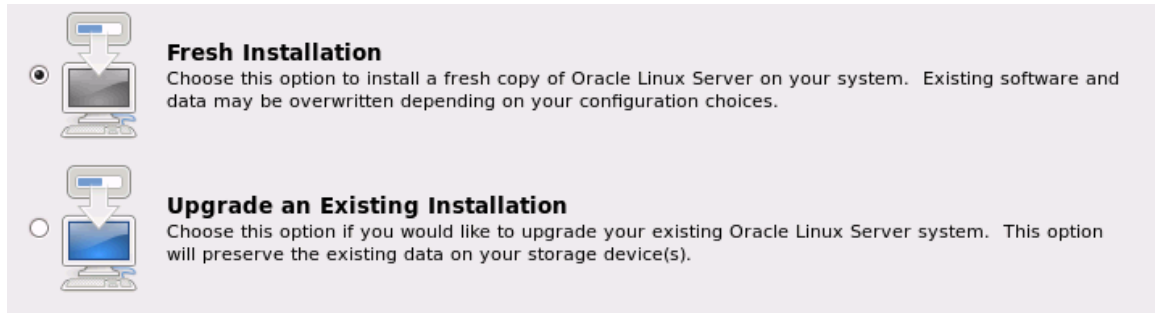 Fresh Installation
Choose this option to install a fresh copy of Oracle Linux Server on your system.  Existing software and
data may be overwritten depending on your configuration choices.
Upgrade an Existing Installation
Choose this option if you would like to upgrade your existing Oracle Linux Server system.  This option
will preserve the existing data on your storage device(s).